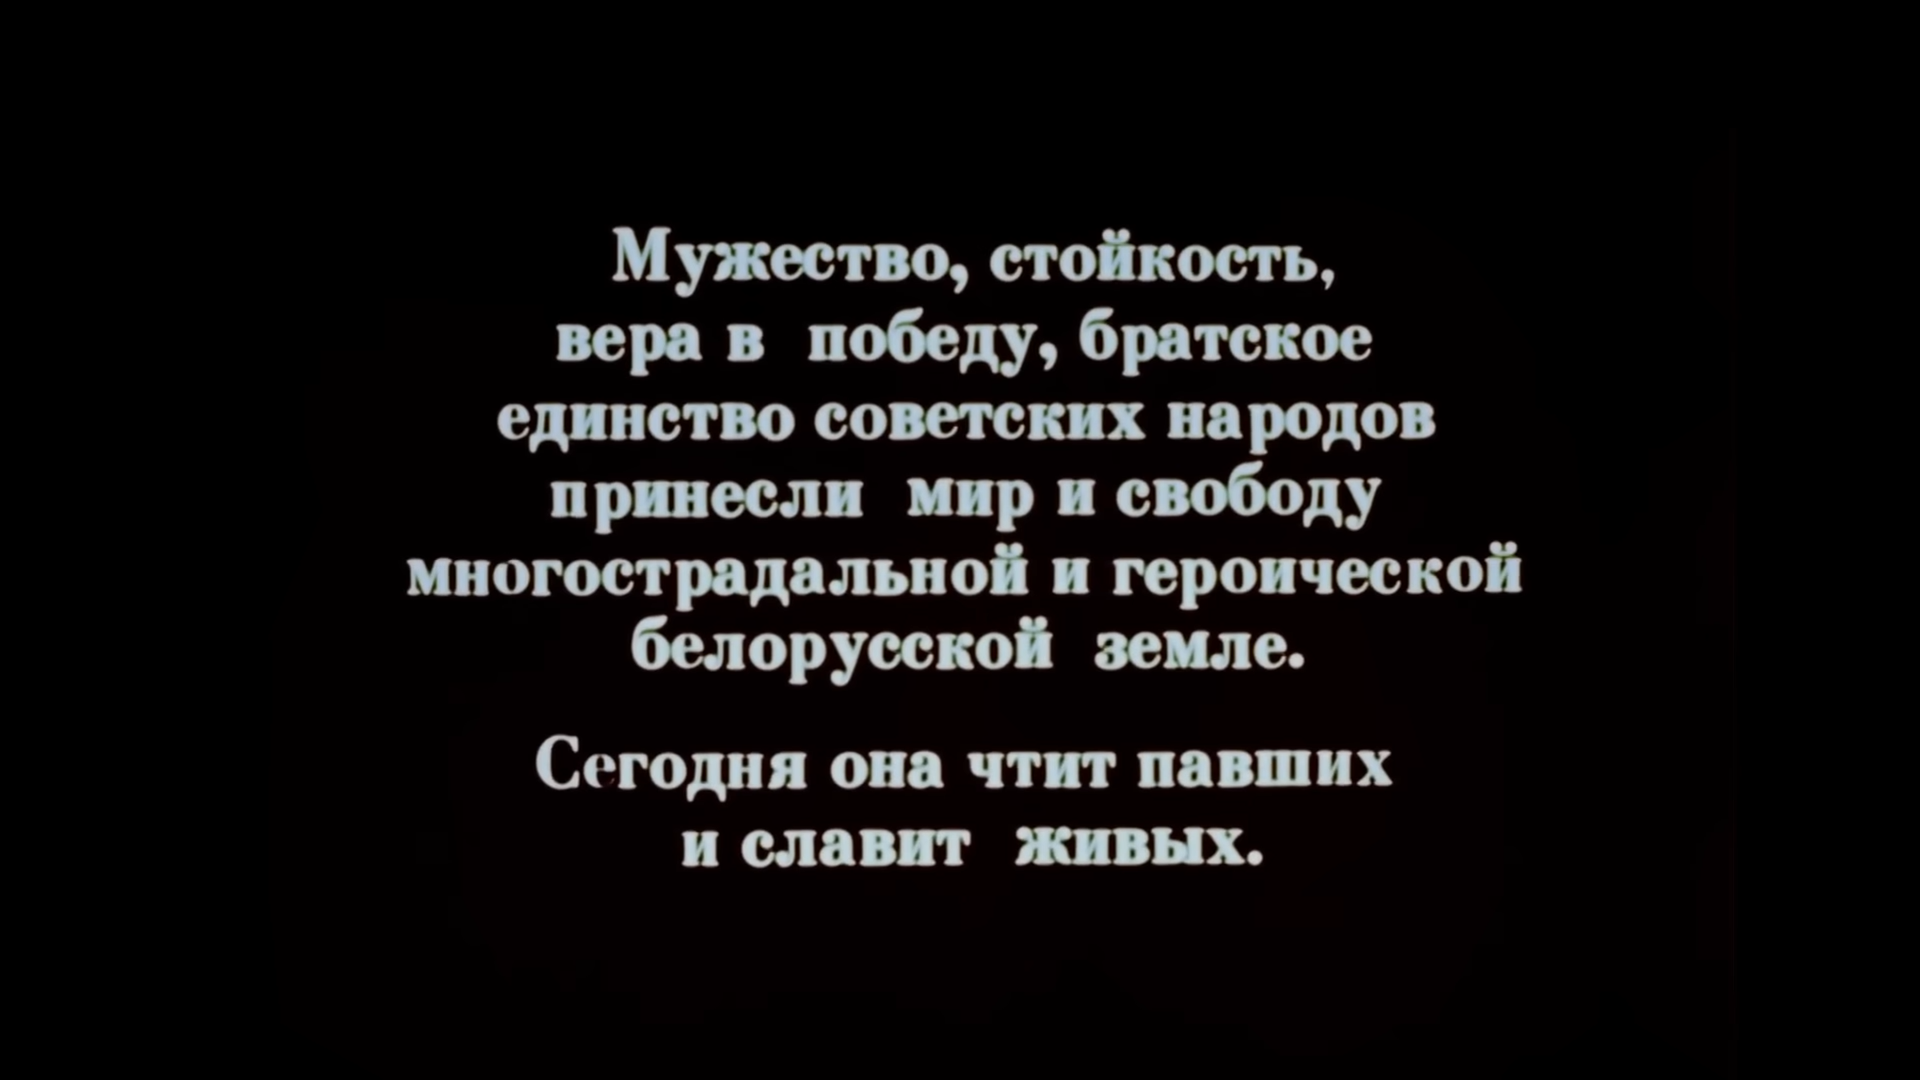 Мужество, стойкость,
вера в победу, братское
единство советских народов
принесли мир и свободу
многострадальной и героической
белорусской земле.
Сегодня она чтит павших
и славит живых.